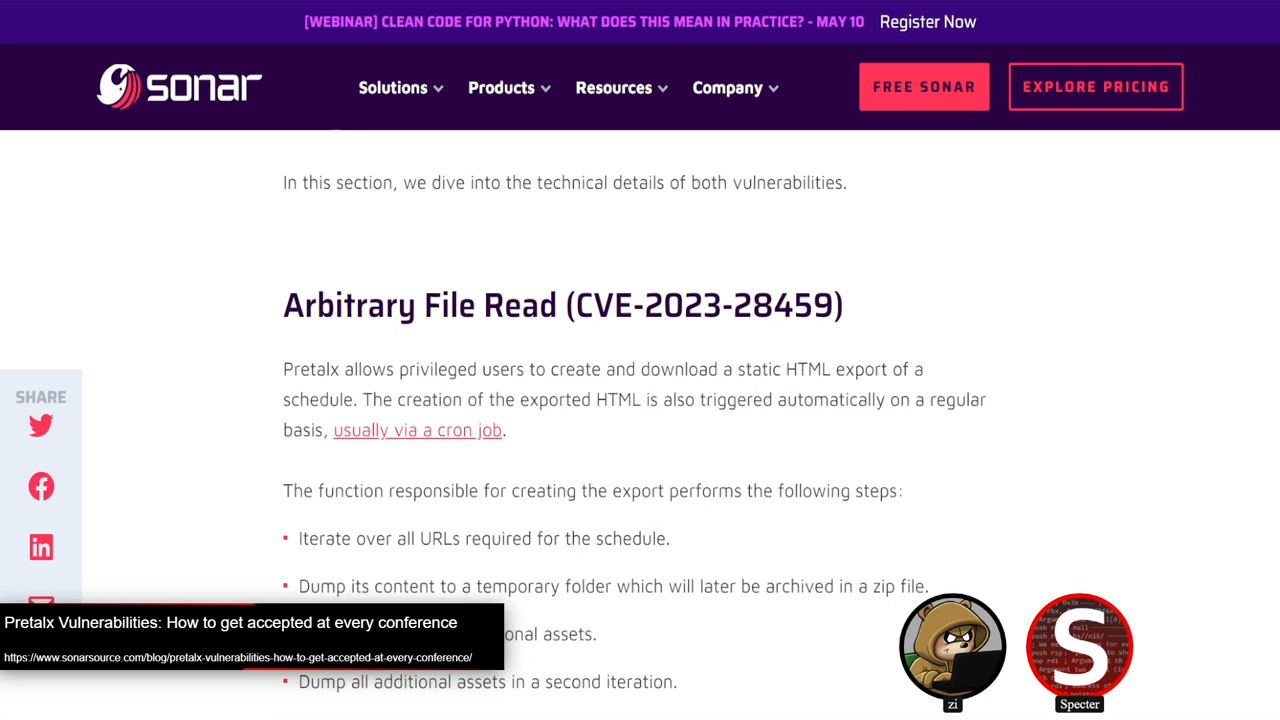 [WEBINAR] CLEAN CODE FOR PYTHON: WHAT DOES THIS MEAN IN PRACTICE? - MAY 10 Register Now
sonar Solutions Products Resources Company FREE SONAR EXPLORE PRICING
In this section, we dive into the technical details of both vulnerabilities.
Arbitrary File Read (CVE-2023-28459)
Pretalx allows privileged users to create and download a static HTML export of a
schedule. The creation of the exported HTML is also triggered automatically on a regular
basis, usually via a cron job.
SHARE
The function responsible for creating the export performs the following steps:
Iterate over all URLs required for the schedule.
Dump its content to a temporary folder which will later be archived in a zip file.
onal assets.
Dump all additional assets in a second iteration.
Pretalx Vulnerabilities: How to get accepted at every conference
https://www.sonarsource.com/blog/pretalx-vulnerabilities-how-to-get-accepted-at-every-conference/
zi
S
Specter